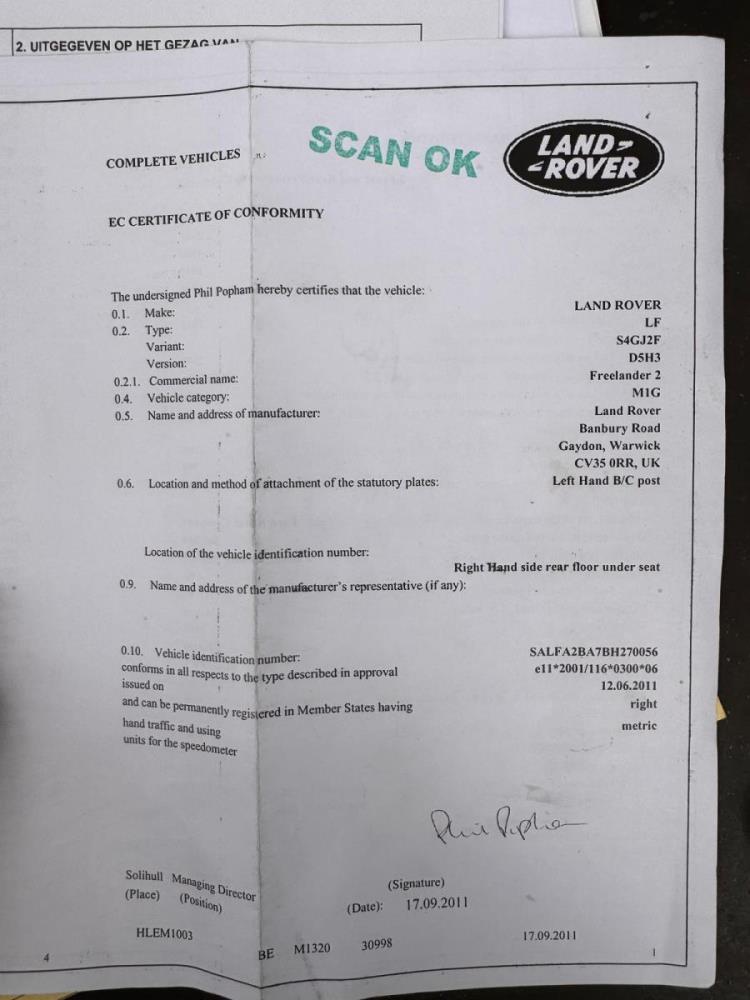 2. UITGEGEVEN OP HET GEZAG VAN
SCAN OK
LAND
ROVER
COMPLETE VEHICLES
EC CERTIFICATE OF CONFORMITY
The undersigned Phil Popham hereby certifies that the vehicle:
0.1. Make: LAND ROVER
0.2. Type: LF
Variant: S4GJ2F
Version: D5H3
0.2.1. Commercial name: Freelander 2
0.4. Vehicle category: M1G
0.5. Name and address of manufacturer: Land Rover
Banbury Road
Gaydon, Warwick
CV35 0RR, UK
0.6. Location and method of attachment of the statutory plates: Left Hand B/C post
Location of the vehicle identification number:
Right Hand side rear floor under seat
0.9. Name and address of the manufacturer's representative (if any):
0.10. Vehicle identification number: SALFA2BA7BH270056
conforms in all respects to the type described in approval e11*2001/116*0300*06
issued on 12.06.2011
and can be permanently registered in Member States having right
hand traffic and using metric
units for the speedometer
Phil Popham
Solihull Managing Director (Signature)
(Place) (Position) (Date): 17.09.2011
HLEM1003 BE M1320 30998 17.09.2011
4 1